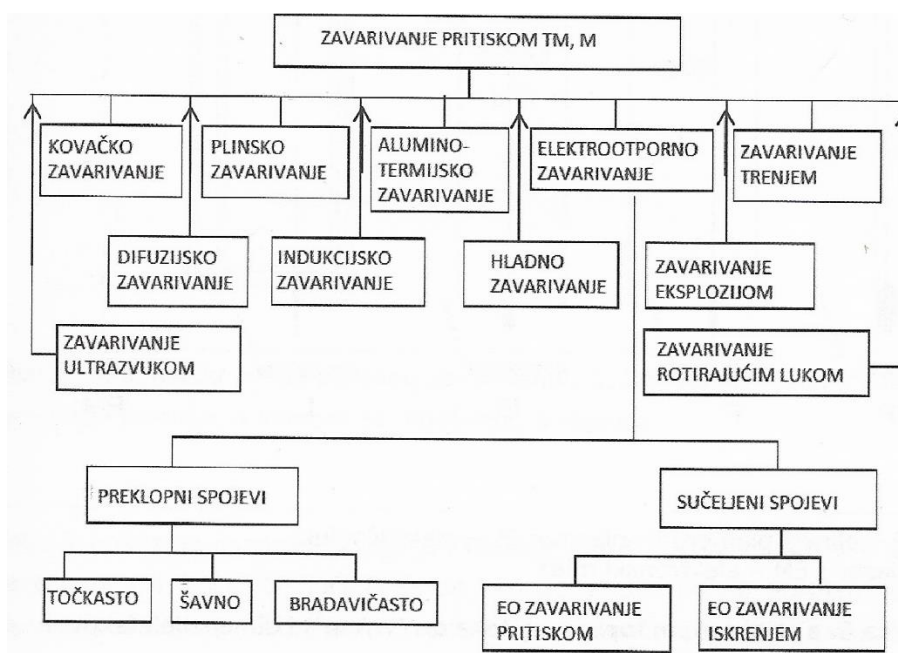 ZAVARIVANJE PRITISKOM TM, M
KOVAČKO
ZAVARIVANJE
PLINSKO
ZAVARIVANJE
ALUMINO-
TERMIJSKO
ZAVARIVANJE
ELEKTROOTPORNO
ZAVARIVANJE
ZAVARIVANJE
TRENJEM
DIFUZIJSKO
ZAVARIVANJE
INDUKCIJSKO
ZAVARIVANJE
HLADNO
ZAVARIVANJE
ZAVARIVANJE
EKSPLOZIJOM
ZAVARIVANJE
ULTRAZVUKOM
ZAVARIVANJE
ROTIRAJUĆIM LUKOM
PREKLOPNI SPOJEVI
SUČELJENI SPOJEVI
TOČKASTO
ŠAVNO
BRADAVIČASTO
EO ZAVARIVANJE
PRITISKOM
EO ZAVARIVANJE
ISKRENJEM